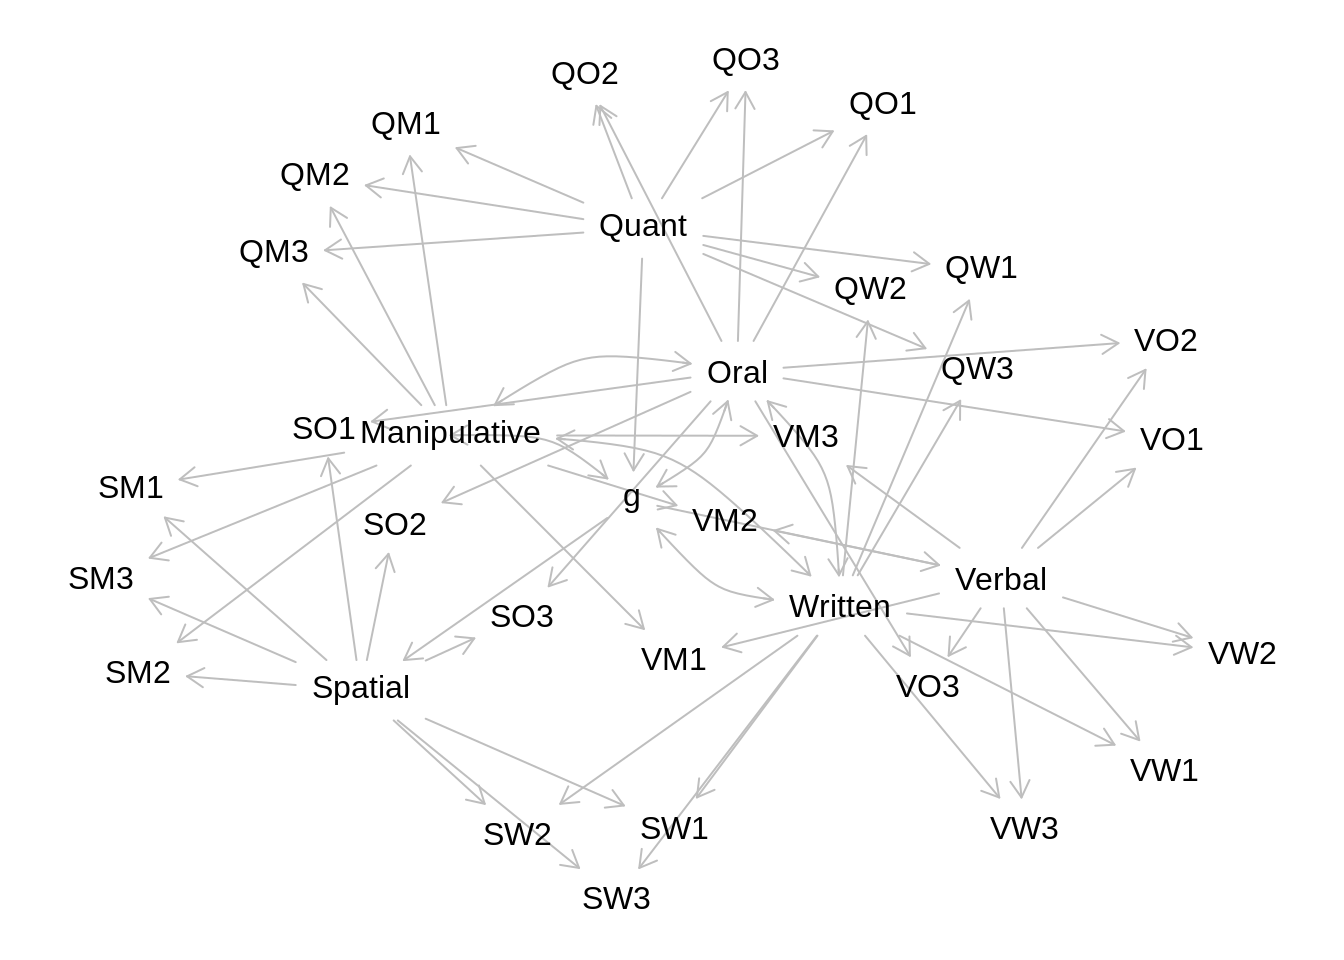 QO3
QO2
QO1
QM1
QM2
Quant
QM3
QW1
QW2
VO2
QW3
Oral
SO1
Manipulative
VM3
VO1
SM1
g
VM2
SO2
SM3
Verbal
Written
SO3
VW2
VM1
SM2
Spatial
VO3
VW1
SW1
VW3
SW2
SW3